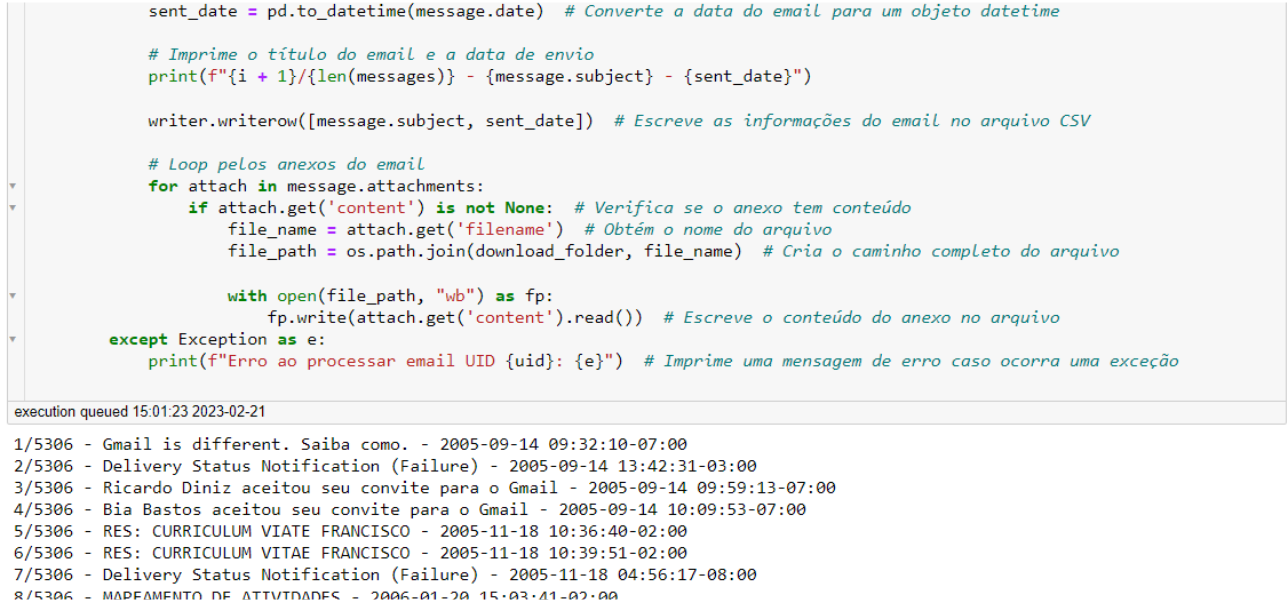 sent_date = pd.to_datetime(message.date)  # Converte a data do email para um objeto datetime
# Imprime o título do email e a data de envio
print(f"{i + 1}/{len(messages)} - {message.subject} - {sent_date}")
writer.writerow([message.subject, sent_date])  # Escreve as informações do email no arquivo CSV
# Loop pelos anexos do email
for attach in message.attachments:
if attach.get('content') is not None:  # Verifica se o anexo tem conteúdo
file_name = attach.get('filename')  # Obtém o nome do arquivo
file_path = os.path.join(download_folder, file_name)  # Cria o caminho completo do arquivo
with open(file_path, "wb") as fp:
fp.write(attach.get('content').read())  # Escreve o conteúdo do anexo no arquivo
except Exception as e:
print(f"Erro ao processar email UID {uid}: {e}")  # Imprime uma mensagem de erro caso ocorra uma exceção
execution queued 15:01:23 2023-02-21
1/5306 - Gmail is different. Saiba como. - 2005-09-14 09:32:10-07:00
2/5306 - Delivery Status Notification (Failure) - 2005-09-14 13:42:31-03:00
3/5306 - Ricardo Diniz aceitou seu convite para o Gmail - 2005-09-14 09:59:13-07:00
4/5306 - Bia Bastos aceitou seu convite para o Gmail - 2005-09-14 10:09:53-07:00
5/5306 - RES: CURRICULUM VIATE FRANCISCO - 2005-11-18 10:36:40-02:00
6/5306 - RES: CURRICULUM VITAE FRANCISCO - 2005-11-18 10:39:51-02:00
7/5306 - Delivery Status Notification (Failure) - 2005-11-18 04:56:17-08:00
8/5306 - MAPEAMENTO DE ATIVIDADES - 2006-01-20 15:03:41-02:00